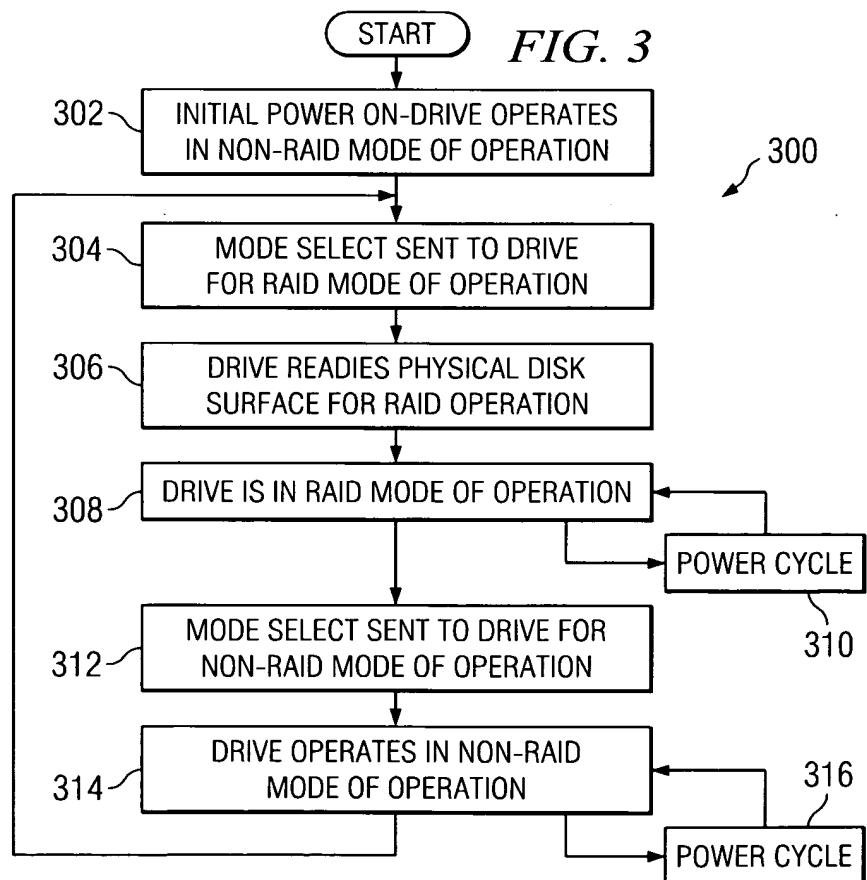 START
FIG. 3
302
INITIAL POWER ON-DRIVE OPERATES
IN NON-RAID MODE OF OPERATION
300
304
MODE SELECT SENT TO DRIVE
FOR RAID MODE OF OPERATION
306
DRIVE READIES PHYSICAL DISK
SURFACE FOR RAID OPERATION
308
DRIVE IS IN RAID MODE OF OPERATION
POWER CYCLE
310
312
MODE SELECT SENT TO DRIVE FOR
NON-RAID MODE OF OPERATION
314
DRIVE OPERATES IN NON-RAID
MODE OF OPERATION
316
POWER CYCLE